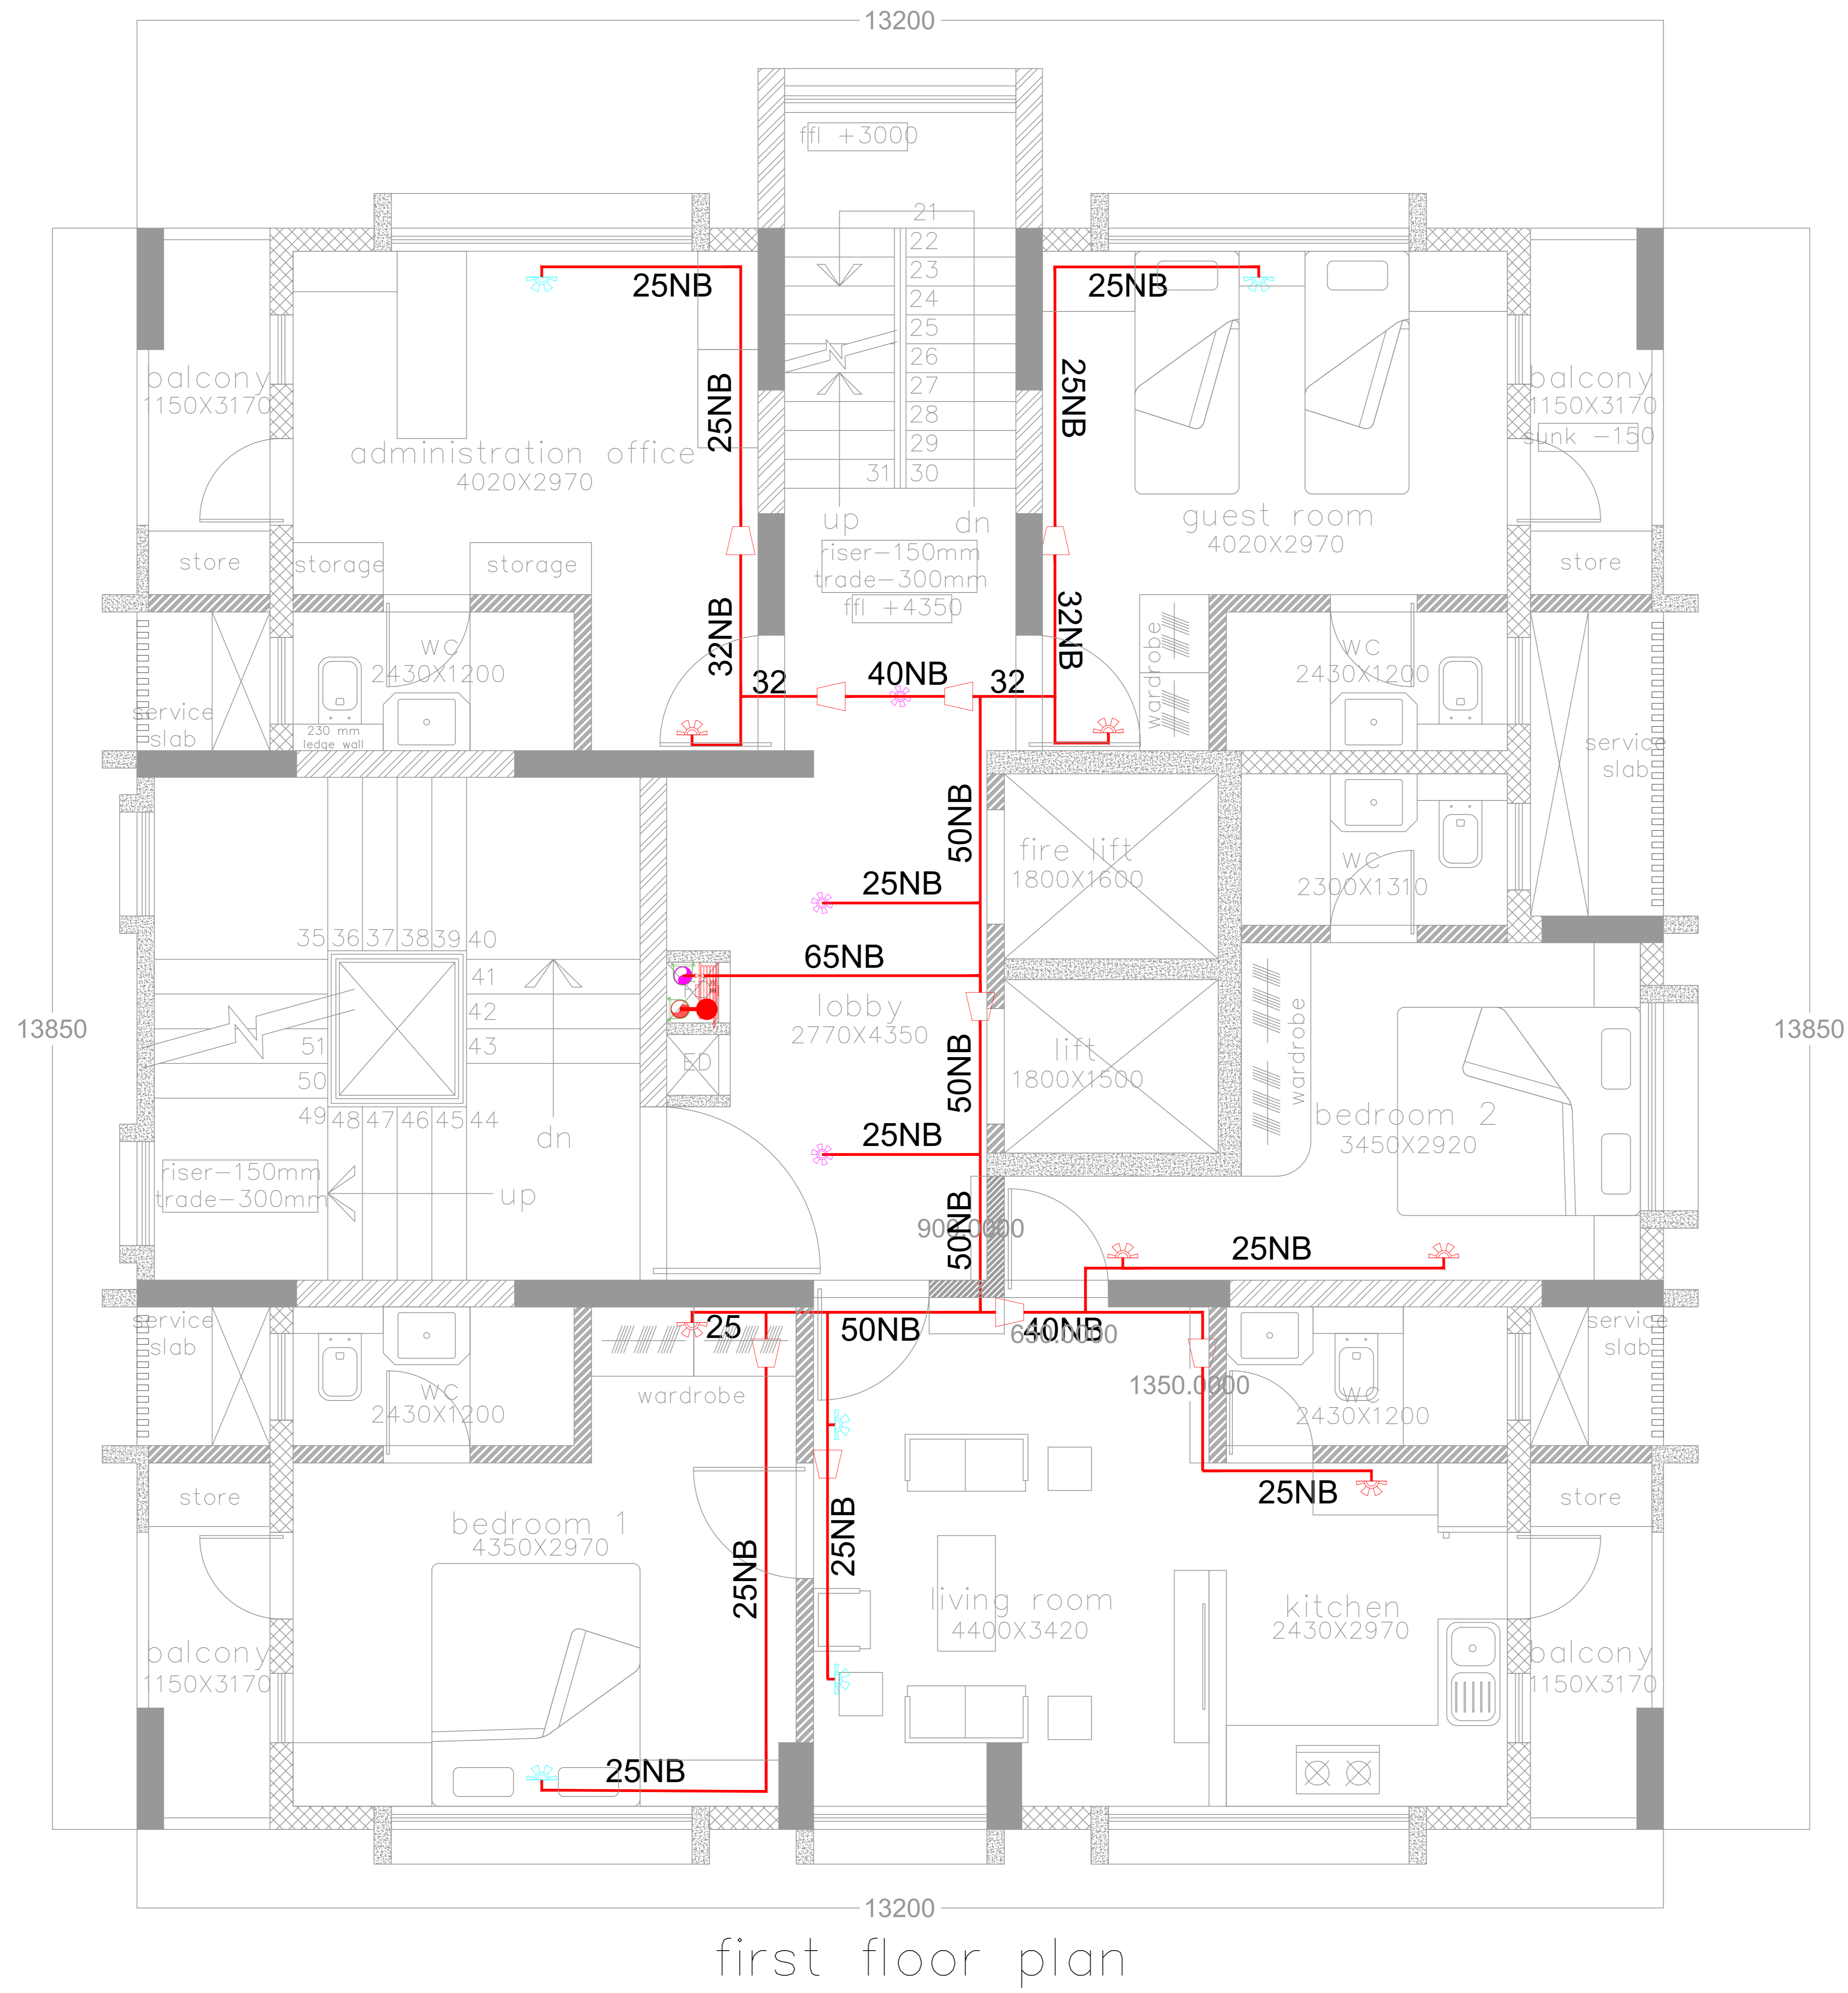 13200
ffl +3000
21
22
23
24
25
26
27
28
29
31 30
up dn
riser-150mm
trade-300mm
ffl +4350
25NB
25NB
25NB
25NB
balcony
1150X3170
balcony
1150X3170
sunk -150
administration office
4020X2970
guest room
4020X2970
store
storage
storage
store
32NB
32NB
WC
2430X1200
wardrobe
wardrobe
WC
2430X1200
32
40NB
32
service
slab
230 mm
ledge wall
service
slab
50NB
fire lift
1800X1600
WC
2300X1310
25NB
35 36 37 38 39 40
41
42
43
44
45
46
47
48
49
50
51
65NB
lobby
2770X4350
13850
13850
ED
50NB
lift
1800X1500
wardrobe
wardrobe
bedroom 2
3450X2920
dn
25NB
riser-150mm
trade-300mm
up
50NB
900.0000
25NB
service
slab
25
50NB
40NB
650.0000
service
slab
WC
2430X1200
wardrobe
1350.0000
WC
2430X1200
store
25NB
store
bedroom 1
4350X2970
25NB
25NB
living room
4400X3420
kitchen
2430X2970
balcony
1150X3170
balcony
1150X3170
25NB
13200
first floor plan